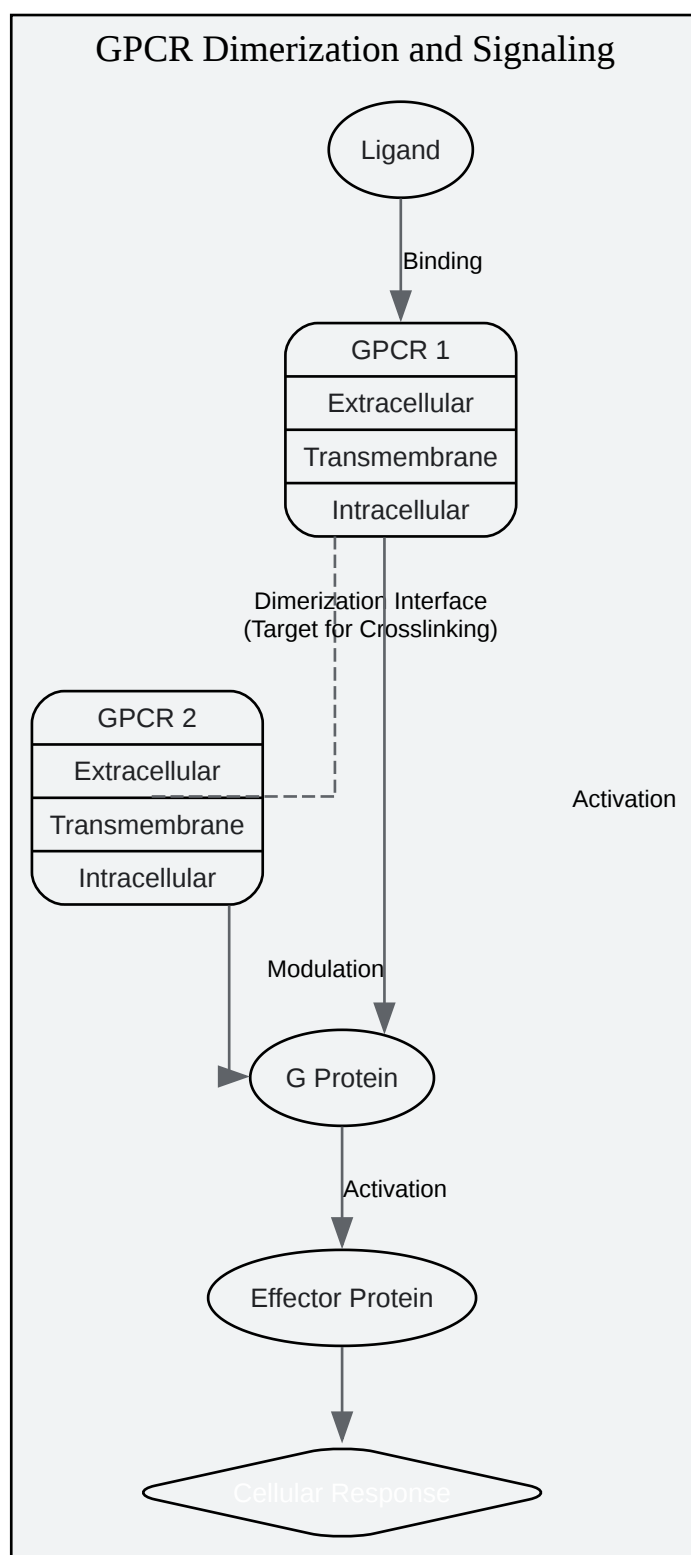 GPCR Dimerization and Signaling
Ligand
Binding
GPCR 1
Extracellular
Transmembrane
Intracellular
Dimerization Interface
(Target for Crosslinking)
GPCR 2
Extracellular
Transmembrane
Intracellular
Activation
Modulation
G Protein
Activation
Effector Protein
Cellular Response